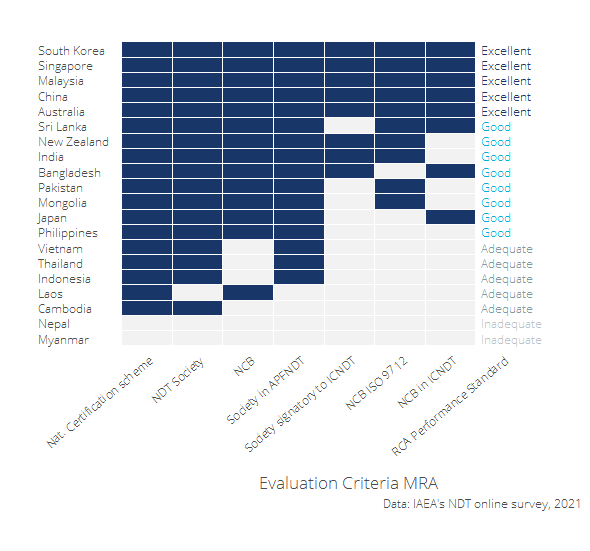 South Korea Excellent
Singapore Excellent
Malaysia Excellent
China Excellent
Australia Excellent
Sri Lanka Good
New Zealand Good
India Good
Bangladesh Good
Pakistan Good
Mongolia Good
Japan Good
Philippines Good
Vietnam Adequate
Thailand Adequate
Indonesia Adequate
Laos Adequate
Cambodia Adequate
Nepal Inadequate
Myanmar Inadequate
Nat. Certification scheme
NDT Society
NCB
Society in APFNDT
Society signatory to ICNDT
NCB ISO 9712
NCB in ICNDT
RCA Performance Standard
Evaluation Criteria MRA
Data: IAEA's NDT online survey, 2021